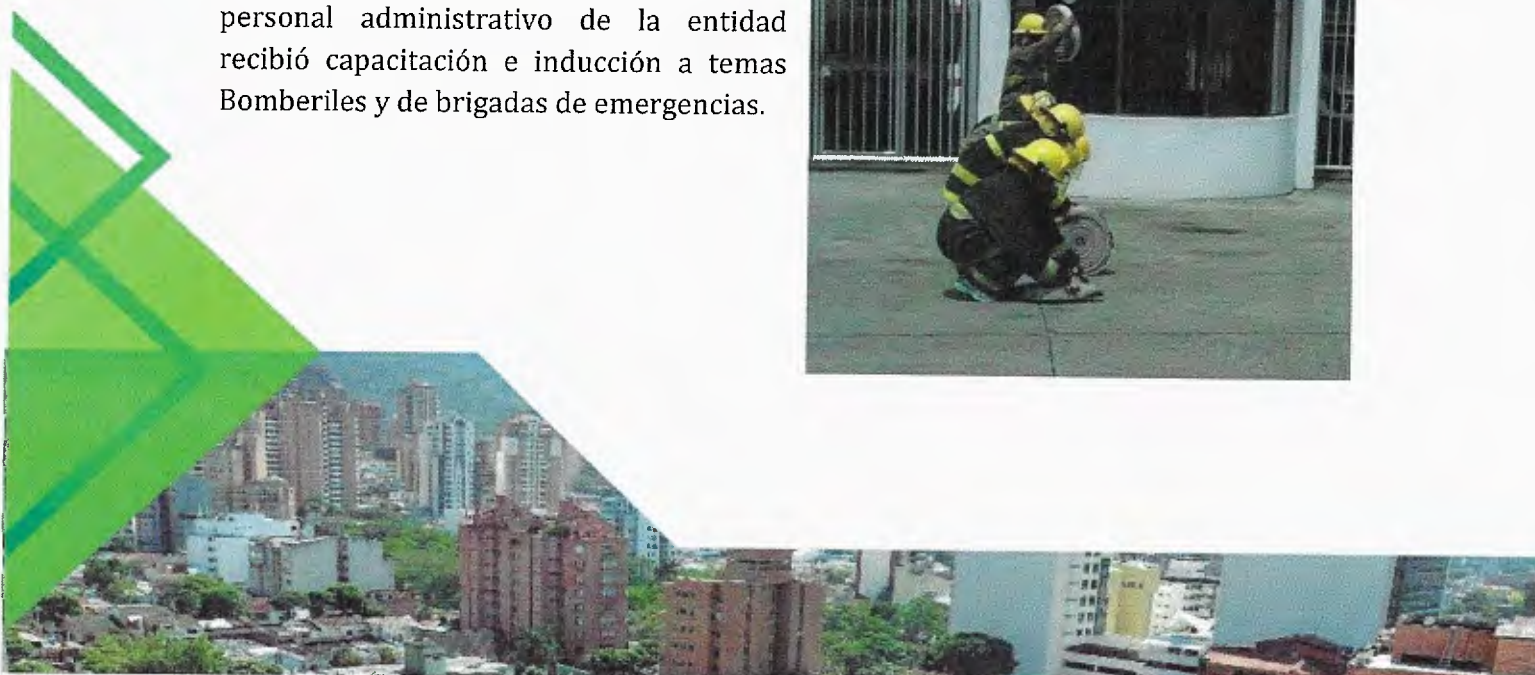 personal administrativo de la entidad
recibió capacitación e inducción a temas
Bomberiles y de brigadas de emergencias.